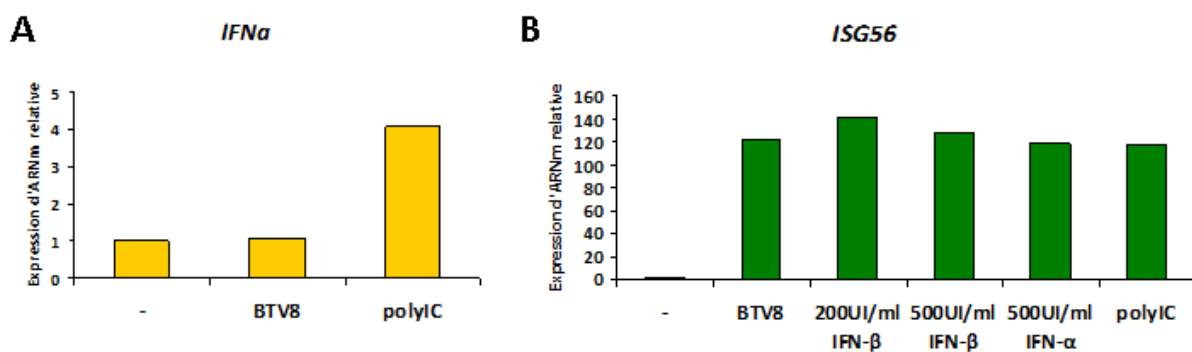 A
IFNα
Expression d'ARNm relative
5
4
3
2
1
0
-
BTV8
polyIC
B
ISG56
Expression d'ARNm relative
160
140
120
100
80
60
40
20
0
-
BTV8
200UI/ml
IFN-β
500UI/ml
IFN-β
500UI/ml
IFN-α
polyIC